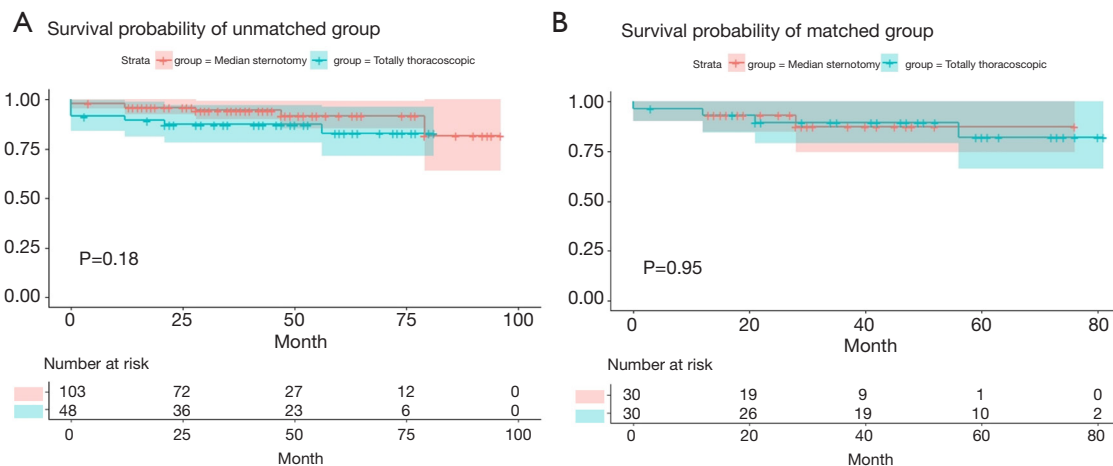 A Survival probability of unmatched group
Strata group = Median sternotomy group = Totally thoracoscopic
1.00
0.75
0.50
0.25
0.00
P=0.18
0 25 50 75 100
Month
Number at risk
103 72 27 12 0
48 36 23 6 0
0 25 50 75 100
Month
B Survival probability of matched group
Strata group = Median sternotomy group = Totally thoracoscopic
1.00
0.75
0.50
0.25
0.00
P=0.95
0 20 40 60 80
Month
Number at risk
30 19 9 1 0
30 26 19 10 2
0 20 40 60 80
Month